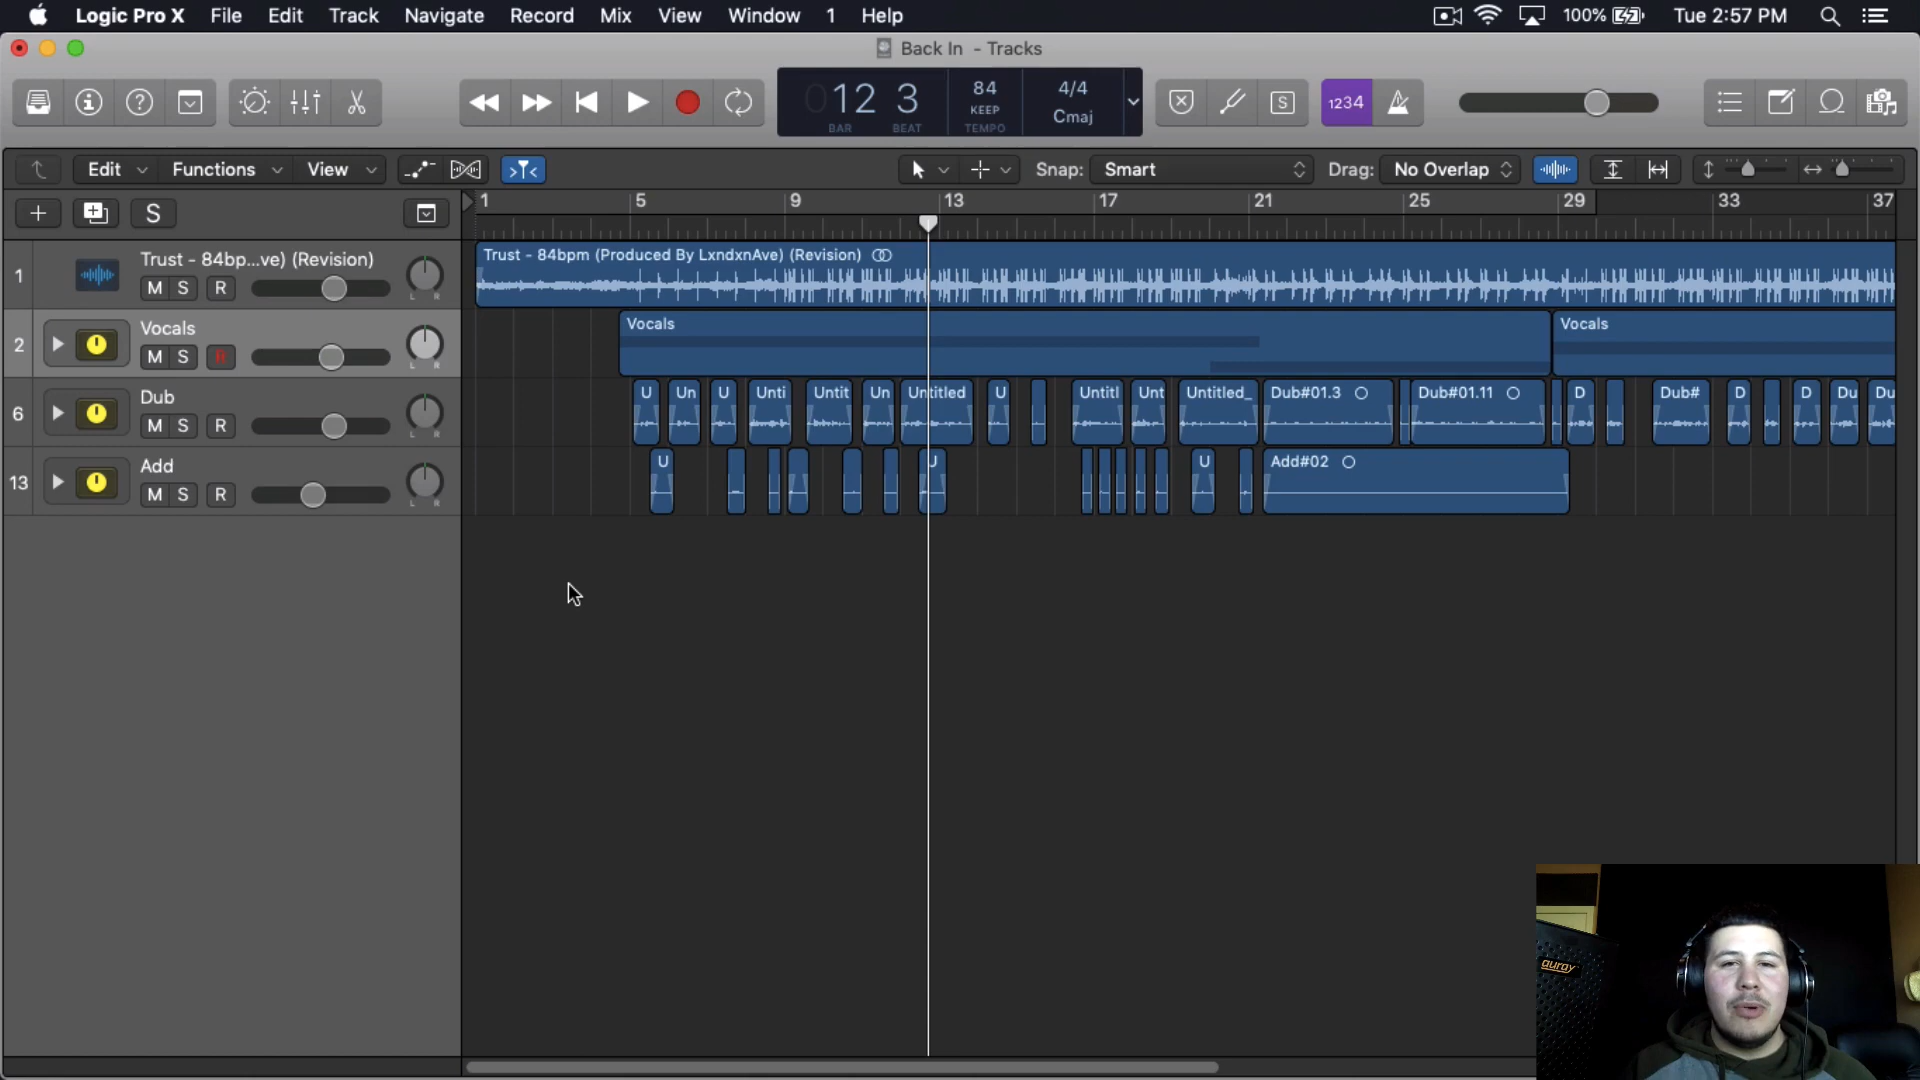 Logic Pro X File Edit Track Navigate Record Mix View Window 1 Help 100% Tue 2:57 PM
Back In - Tracks
012 3 84 4/4
KEEP Cmaj
BAR BEAT TEMPO
S 1234
Edit Functions View Snap: Smart Drag: No Overlap
S 1 5 9 13 17 21 25 29 33 37
1 Trust - 84bp...ve) (Revision) Trust - 84bpm (Produced By LxndxnAve) (Revision)
M S R L R
2 Vocals Vocals Vocals
M S R L R
6 Dub U Un U Unti Untit Un Untitled U Untitl Unt Untitled_ Dub#01.3 Dub#01.11 D Dub# D D Du Du
M S R L R
13 Add U U U Add#02
M S R L R
auray